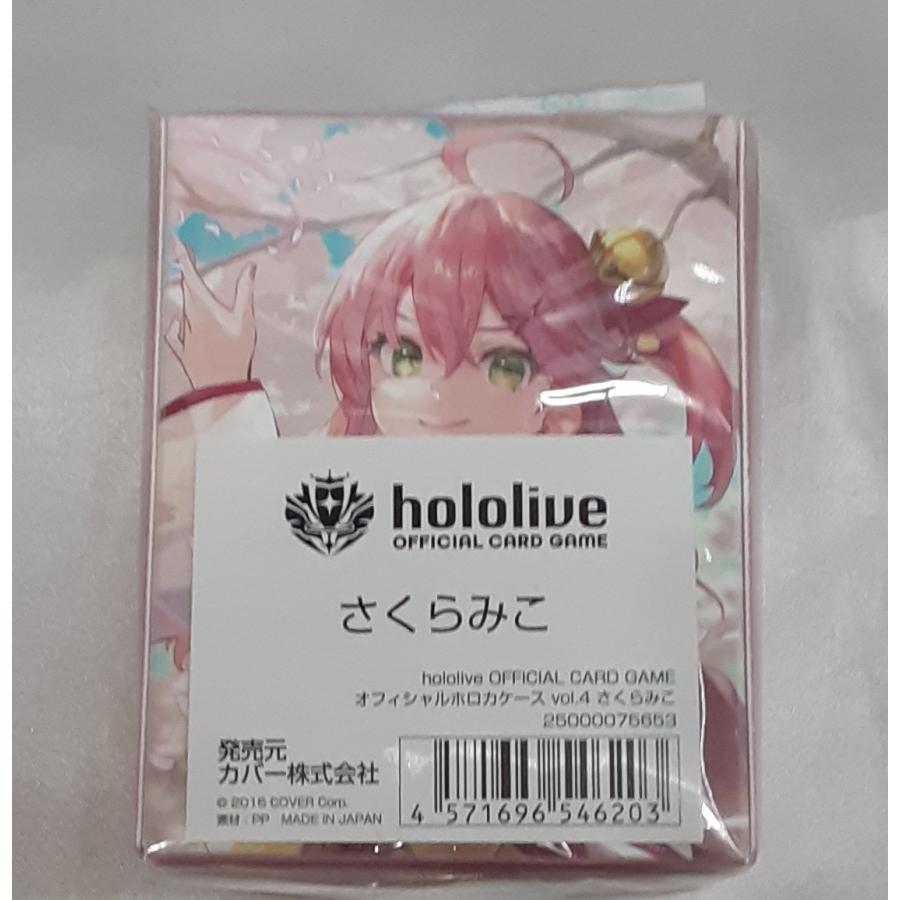 hololive
OFFICIAL CARD GAME
さくらみこ
hololive OFFICIAL CARD GAME
オフィシャルホロカケース vol.4 さくらみこ
25000075653
発売元
カバー株式会社
© 2016 COVER Corp.
素材：PP MADE IN JAPAN
4 571696 546203